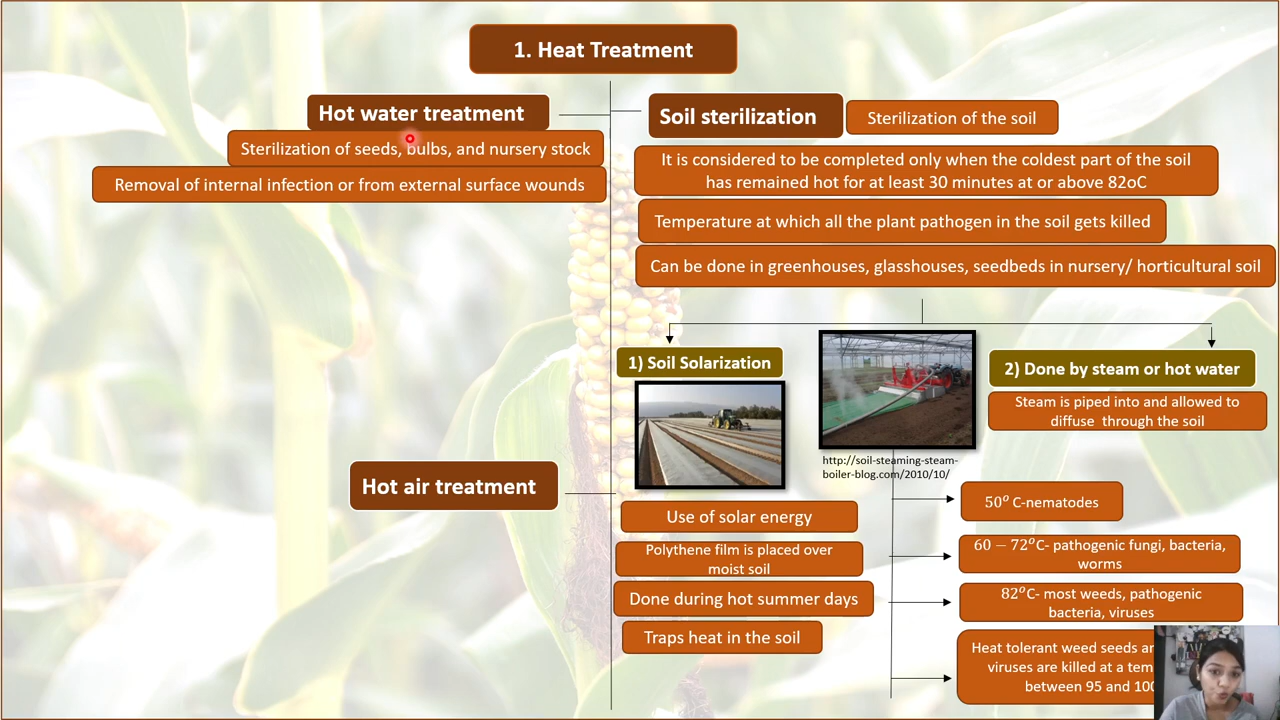 1. Heat Treatment
Hot water treatment
Sterilization of seeds, bulbs, and nursery stock
Removal of internal infection or from external surface wounds
Hot air treatment
Soil sterilization
Sterilization of the soil
It is considered to be completed only when the coldest part of the soil
has remained hot for at least 30 minutes at or above 82oC
Temperature at which all the plant pathogen in the soil gets killed
Can be done in greenhouses, glasshouses, seedbeds in nursery/ horticultural soil
1) Soil Solarization
Use of solar energy
Polythene film is placed over
moist soil
Done during hot summer days
Traps heat in the soil
http://soil-steaming-steam-
boiler-blog.com/2010/10/
2) Done by steam or hot water
Steam is piped into and allowed to
diffuse through the soil
50° C-nematodes
60 − 72°C- pathogenic fungi, bacteria,
worms
82°C- most weeds, pathogenic
bacteria, viruses
Heat tolerant weed seeds
viruses are killed at a
between 95 and